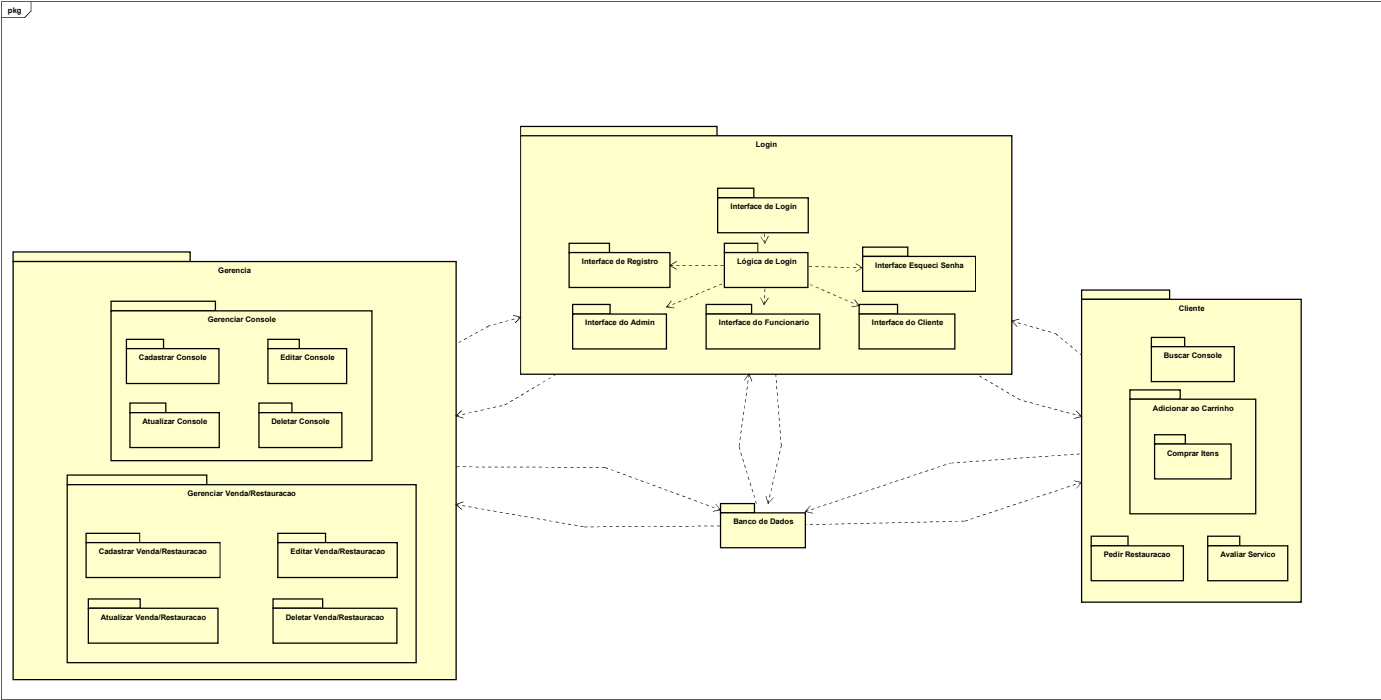 pkg
Login
Interface de Login
Interface de Registro
Lógica de Login
Interface Esqueci Senha
Interface do Admin
Interface do Funcionario
Interface do Cliente
Gerencia
Gerenciar Console
Cadastrar Console
Editar Console
Atualizar Console
Deletar Console
Gerenciar Venda/Restauracao
Cadastrar Venda/Restauracao
Editar Venda/Restauracao
Atualizar Venda/Restauracao
Deletar Venda/Restauracao
Banco de Dados
Cliente
Buscar Console
Adicionar ao Carrinho
Comprar Itens
Pedir Restauracao
Avaliar Servico